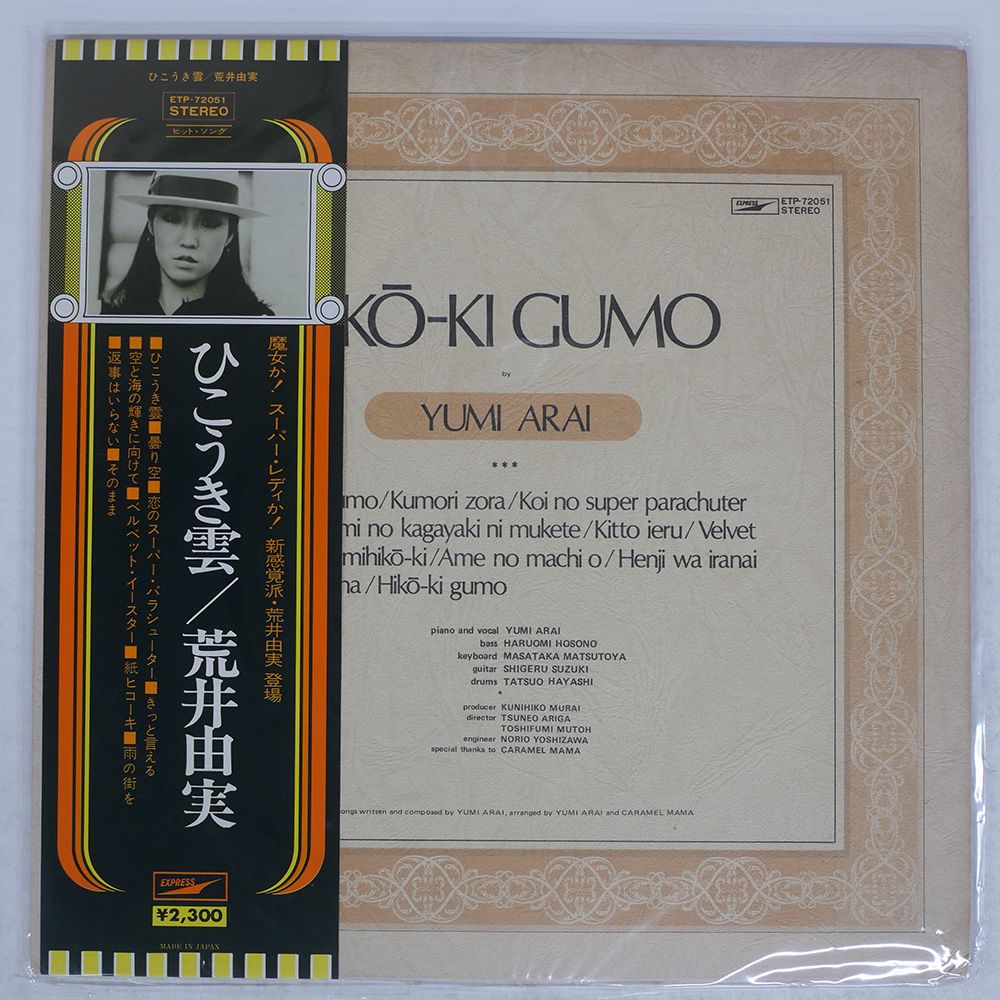 ひこうき雲／荒井由実
ETP-72051
STEREO
ヒット・ソング
魔女か！スーパー・レディか！新感覚派・荒井由実 登場
ひこうき雲／荒井由実
■ひこうき雲■曇り空■恋のスーパー・パラシューター■きっと言える
■空と海の輝きに向けて■ベルベット・イースター■紙ヒコーキ■雨の街を
■返事はいらない■そのまま
EXPRESS
¥2,300
MADE IN JAPAN
EXPRESS
ETP-72051
STEREO
KŌ-KI GUMO
by
YUMI ARAI
***
umo/Kumori zora/Koi no super parachuter
mi no kagayaki ni mukete/Kitto ieru/Velvet
mihikō-ki/Ame no machi o/Henji wa iranai
na/Hikō-ki gumo
piano and vocal YUMI ARAI
bass HARUOMI HOSONO
keyboard MASATAKA MATSUTOYA
guitar SHIGERU SUZUKI
drums TATSUO HAYASHI
*
producer KUNIHIKO MURAI
director TSUNEO ARIGA
TOSHIFUMI MUTOH
engineer NORIO YOSHIZAWA
special thanks to CARAMEL MAMA
songs written and composed by YUMI ARAI, arranged by YUMI ARAI and CARAMEL MAMA